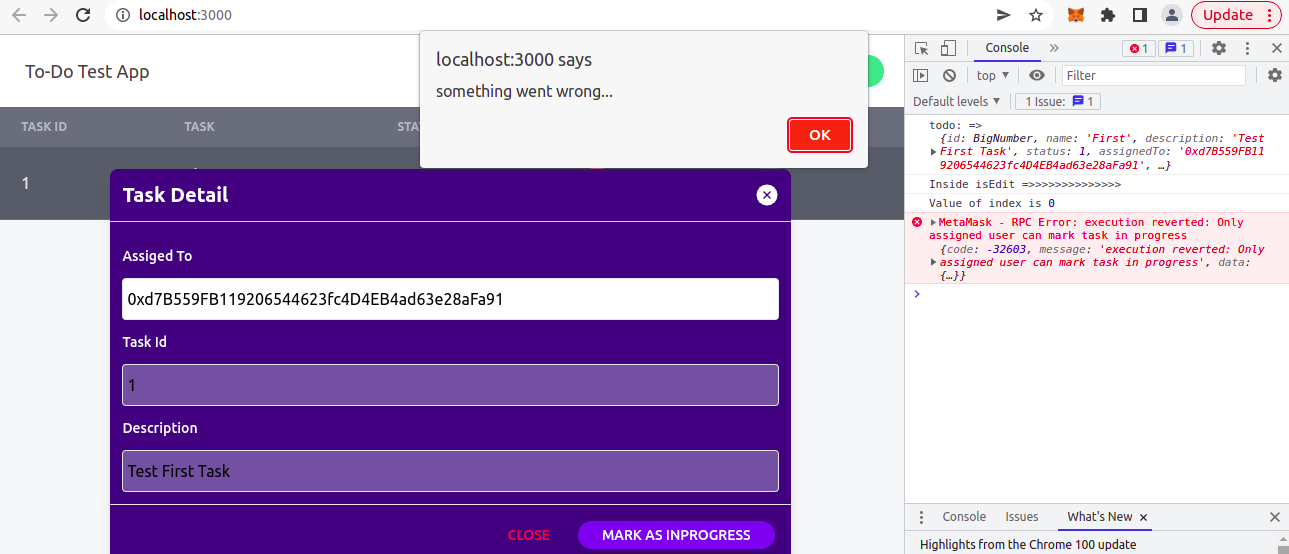 localhost:3000
Update
To-Do Test App
localhost:3000 says
something went wrong...
OK
TASK ID TASK STA
1
Task Detail
Assiged To
0xd7B559FB119206544623fc4D4EB4ad63e28aFa91
Task Id
1
Description
Test First Task
CLOSE MARK AS INPROGRESS
Console » 1 1
top Filter
Default levels 1 Issue: 1
todo: =>
{id: BigNumber, name: 'First', description: 'Test
First Task', status: 1, assignedTo: '0xd7B559FB11
9206544623fc4D4EB4ad63e28aFa91', …}
Inside isEdit =>>>>>>>>>>>>>>>
Value of index is 0
MetaMask - RPC Error: execution reverted: Only
assigned user can mark task in progress
{code: -32603, message: 'execution reverted: Only
assigned user can mark task in progress', data:
{…}}
Console Issues What's New
Highlights from the Chrome 100 update